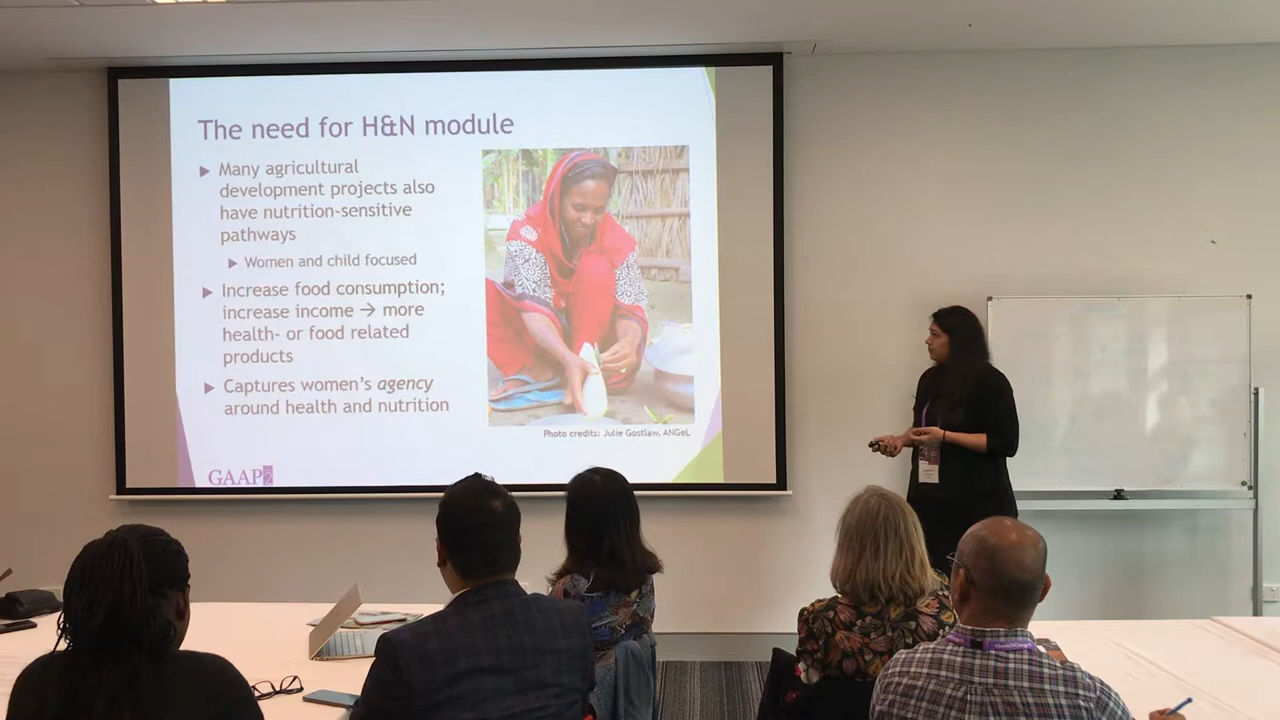 The need for H&N module
Many agricultural
development projects also
have nutrition-sensitive
pathways
Women and child focused
Increase food consumption;
increase income → more
health- or food related
products
Captures women's agency
around health and nutrition
Photo credits: Julie Gostlaw, ANGeL
GAAP2